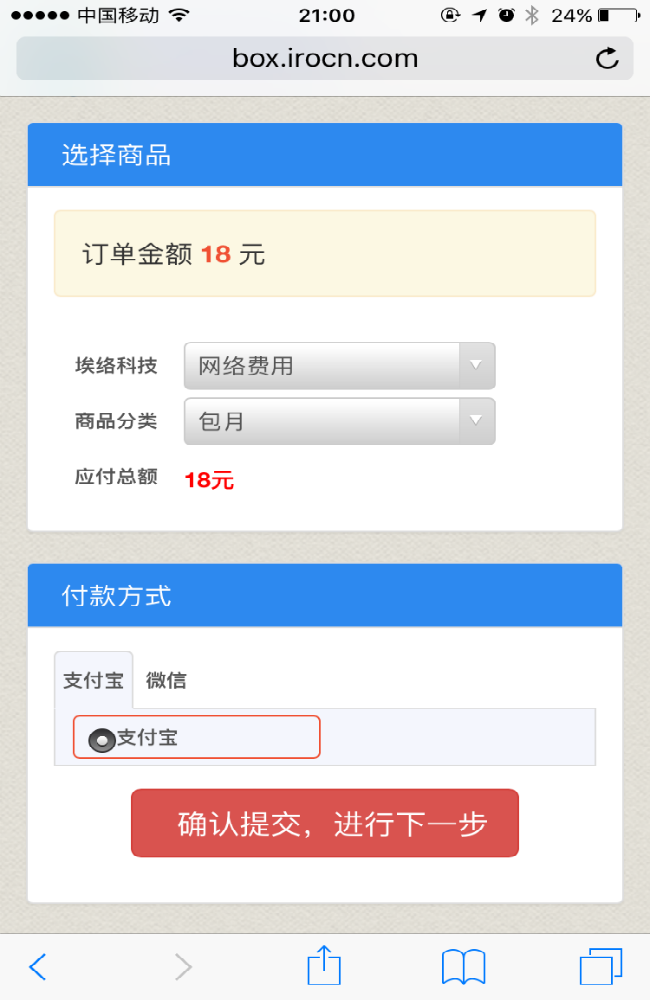 中国移动 21:00 24%
box.irocn.com
选择商品
订单金额 18 元
埃络科技 网络费用
商品分类 包月
应付总额 18元
付款方式
支付宝 微信
支付宝
确认提交，进行下一步